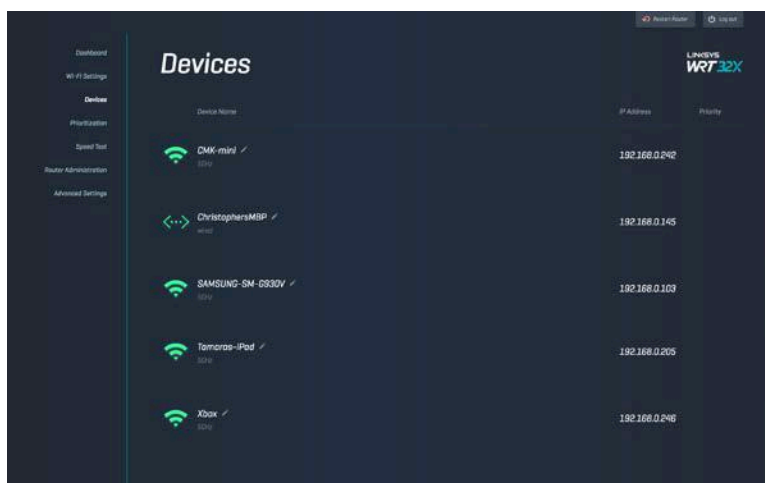 Restart Router
Log out
Dashboard
Wi-Fi Settings
Devices
Prioritization
Speed Test
Router Administration
Advanced Settings
Devices
LINKSYS
WRT32X
Device Name
IP Address
Priority
CMK-mini
5GHz
192.168.0.242
ChristophersMBP
wired
192.168.0.145
SAMSUNG-SM-G930V
5GHz
192.168.0.103
Tamaras-iPad
5GHz
192.168.0.205
Xbox
5GHz
192.168.0.246